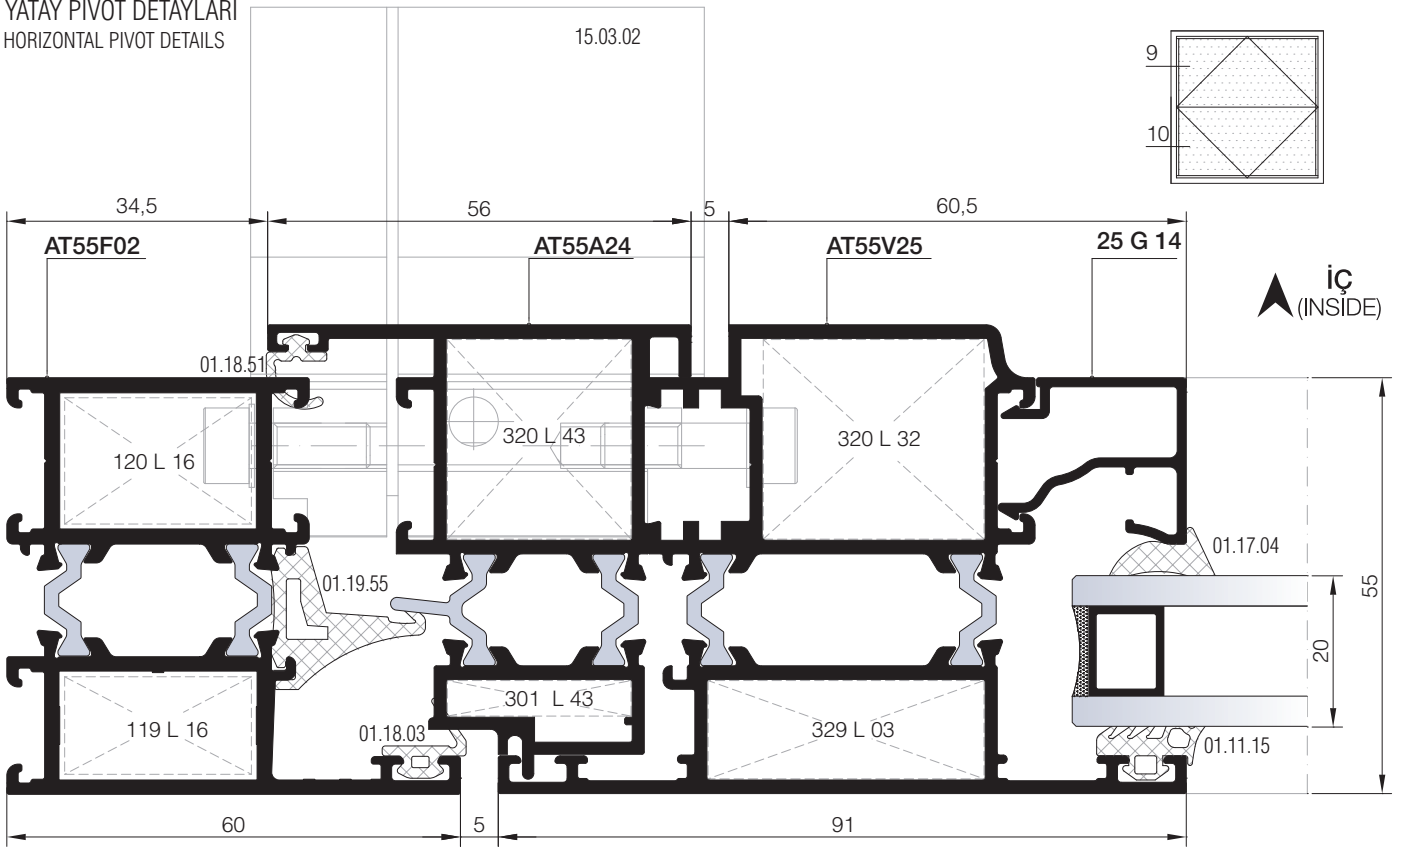 YATAY PİVOT DETAYLARI
HORIZONTAL PIVOT DETAILS
15.03.02
9
10
34,5
56
5
60,5
AT55F02
AT55A24
AT55V25
25 G 14
İÇ
(INSIDE)
01.18.51
120 L 16
320 L 43
320 L 32
01.17.04
01.19.55
55
20
301 L 43
119 L 16
01.18.03
329 L 03
01.11.15
60
5
91